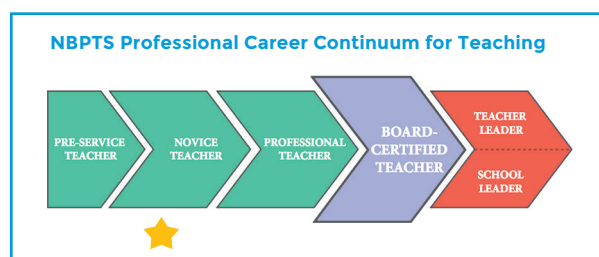 NBPTS Professional Career Continuum for Teaching
PRE-SERVICE
TEACHER
NOVICE
TEACHER
PROFESSIONAL
TEACHER
BOARD-
CERTIFIED
TEACHER
TEACHER
LEADER
SCHOOL
LEADER